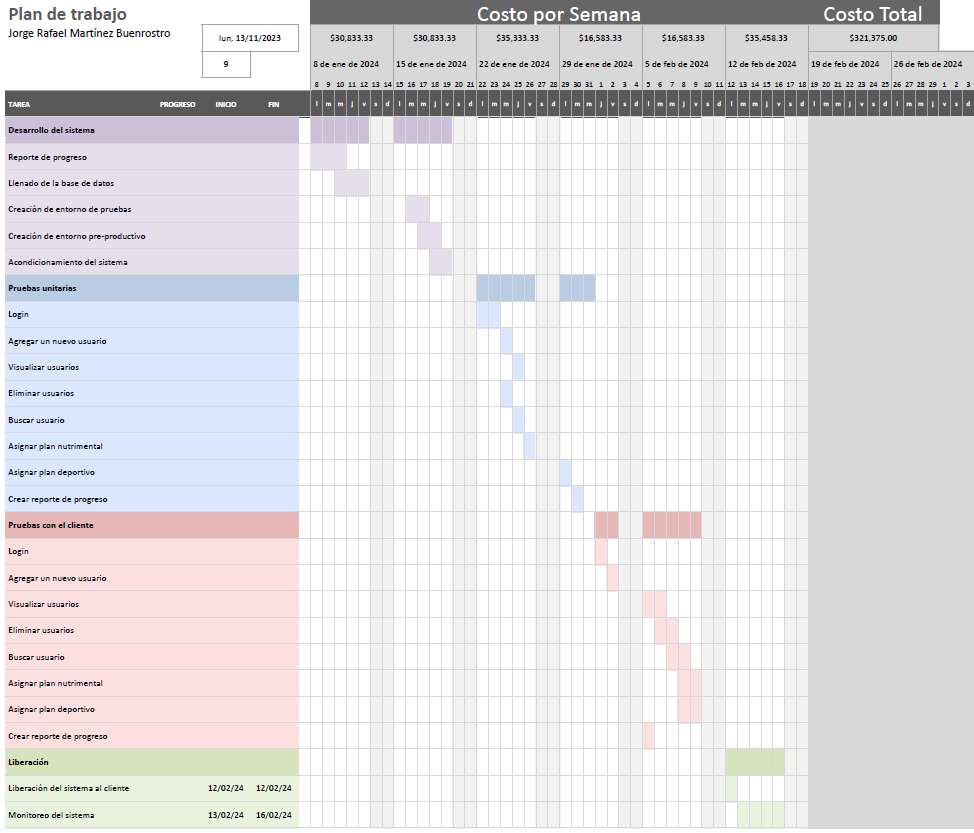 Plan de trabajo
Costo por Semana
Costo Total
Jorge Rafael Martínez Buenrostro
lun, 13/11/2023
$30,833.33 $30,833.33 $35,333.33 $16,583.33 $16,583.33 $35,458.33 $321,375.00
9
8 de ene de 2024 15 de ene de 2024 22 de ene de 2024 29 de ene de 2024 5 de feb de 2024 12 de feb de 2024 19 de feb de 2024 26 de feb de 2024
8 9 10 11 12 13 14 15 16 17 18 19 20 21 22 23 24 25 26 27 28 29 30 31 1 2 3 4 5 6 7 8 9 10 11 12 13 14 15 16 17 18 19 20 21 22 23 24 25 26 27 28 29 1 2 3
TAREA PROGRESO INICIO FIN l m m j v s d l m m j v s d l m m j v s d l m m j v s d l m m j v s d l m m j v s d l m m j v s d l m m j v s d
Desarrollo del sistema
Reporte de progreso
Llenado de la base de datos
Creación de entorno de pruebas
Creación de entorno pre-productivo
Acondicionamiento del sistema
Pruebas unitarias
Login
Agregar un nuevo usuario
Visualizar usuarios
Eliminar usuarios
Buscar usuario
Asignar plan nutrimental
Asignar plan deportivo
Crear reporte de progreso
Pruebas con el cliente
Login
Agregar un nuevo usuario
Visualizar usuarios
Eliminar usuarios
Buscar usuario
Asignar plan nutrimental
Asignar plan deportivo
Crear reporte de progreso
Liberación
Liberación del sistema al cliente 12/02/24 12/02/24
Monitoreo del sistema 13/02/24 16/02/24